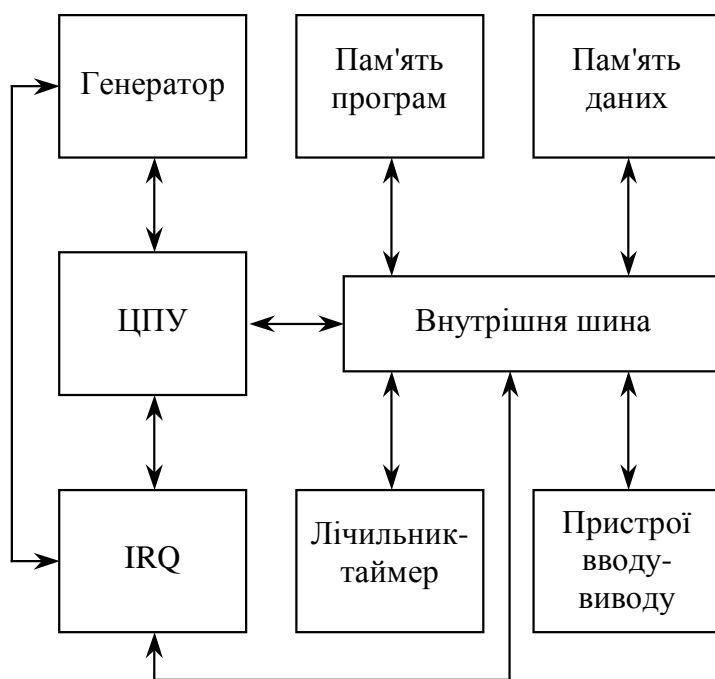 Генератор
Пам'ять
програм
Пам'ять
даних
ЦПУ
Внутрішня шина
IRQ
Лічильник-
таймер
Пристрої
вводу-
виводу